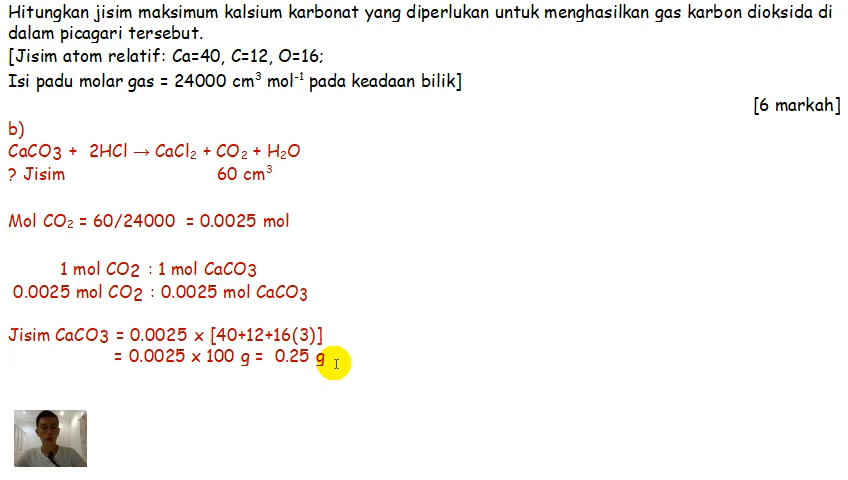 Hitungkan jisim maksimum kalsium karbonat yang diperlukan untuk menghasilkan gas karbon dioksida di
dalam picagari tersebut.
[Jisim atom relatif: Ca=40, C=12, O=16;
Isi padu molar gas = 24000 cm³ mol⁻¹ pada keadaan bilik]
[6 markah]
b)
CaCO3 + 2HCl → CaCl₂ + CO₂ + H₂O
? Jisim 60 cm³
Mol CO₂ = 60/24000 = 0.0025 mol
1 mol CO2 : 1 mol CaCO3
0.0025 mol CO₂ : 0.0025 mol CaCO3
Jisim CaCO3 = 0.0025 x [40+12+16(3)]
= 0.0025 x 100 g = 0.25 g